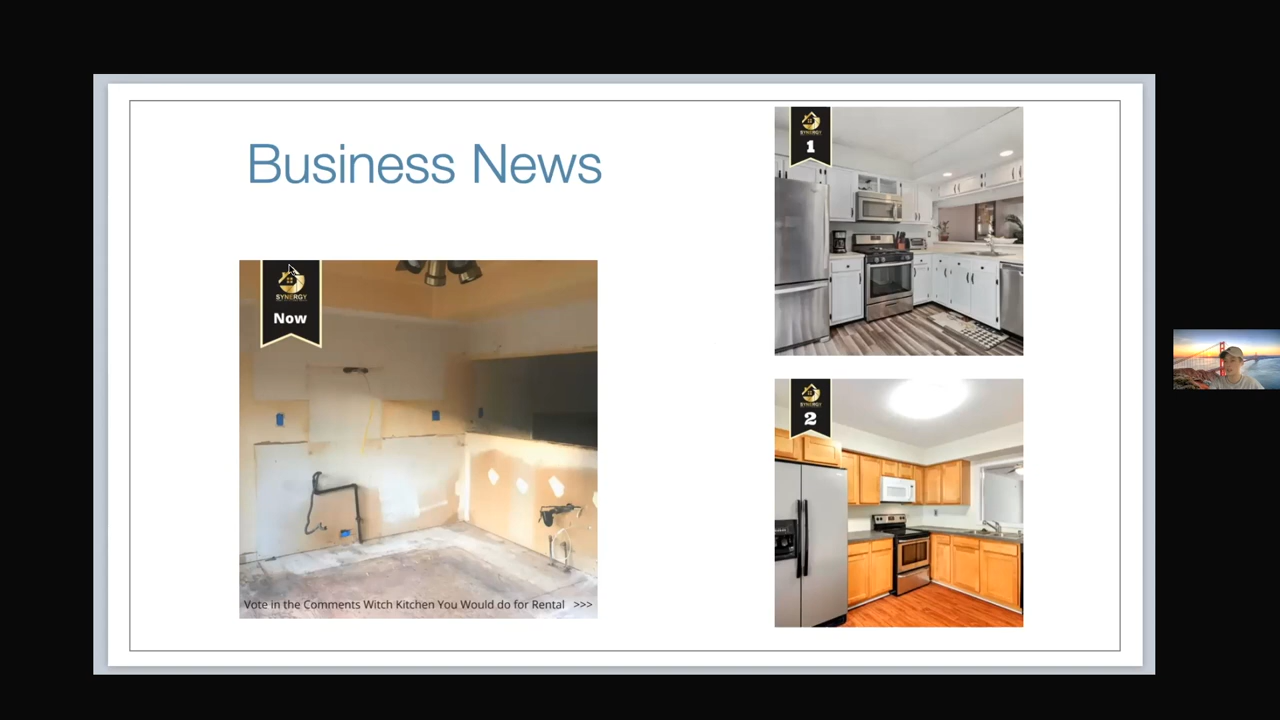 Business News
SYNERGY
Now
Vote in the Comments Witch Kitchen You Would do for Rental >>>
SYNERGY
1
SYNERGY
2